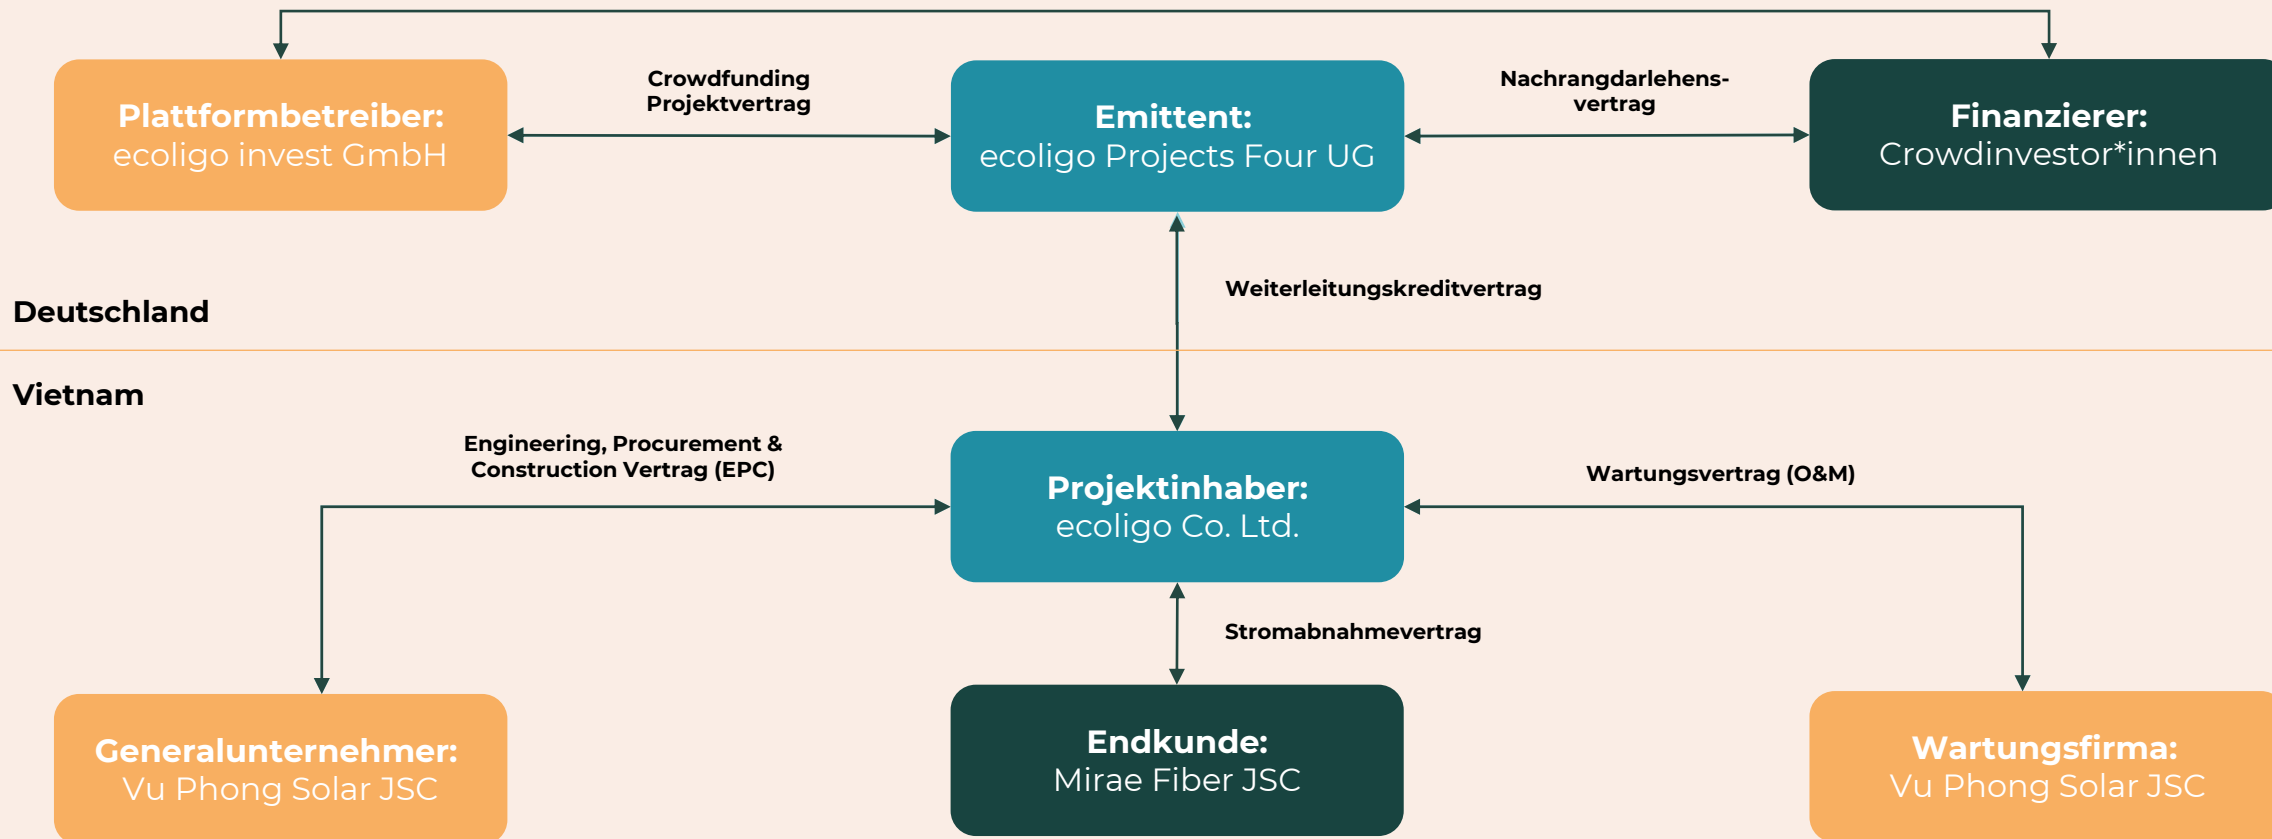 Crowdfunding
Projektvertrag
Nachrangdarlehens-
vertrag
Plattformbetreiber:
ecoligo invest GmbH
Emittent:
ecoligo Projects Four UG
Finanzierer:
Crowdinvestor*innen
Weiterleitungskreditvertrag
Deutschland
Vietnam
Engineering, Procurement &
Construction Vertrag (EPC)
Wartungsvertrag (O&M)
Projektinhaber:
ecoligo Co. Ltd.
Stromabnahmevertrag
Generalunternehmer:
Vu Phong Solar JSC
Endkunde:
Mirae Fiber JSC
Wartungsfirma:
Vu Phong Solar JSC